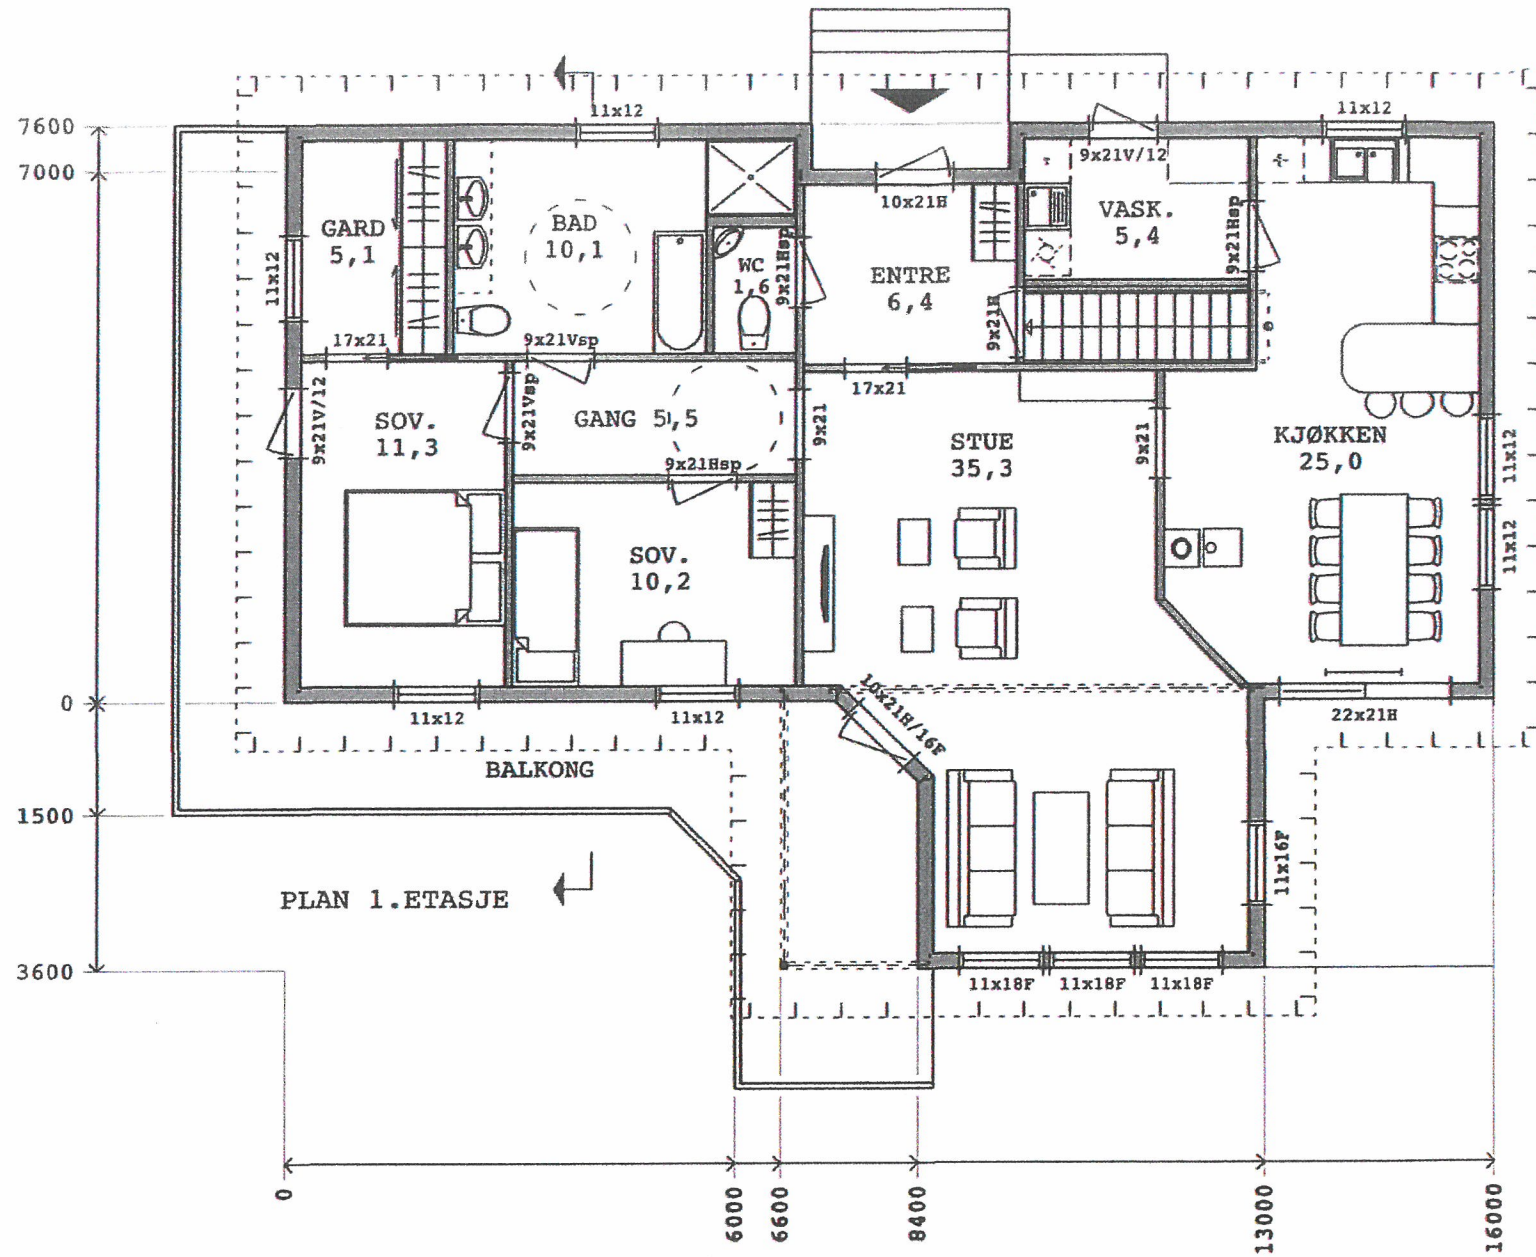 11x12
11x12
7600
9x21V/12
7000
10x21H
GARD
5,1
BAD
10,1
WC
1,6
9x21Hsp
VASK.
5,4
9x21Hsp
11x12
ENTRE
6,4
9x21H
17x21
9x21Vsp
17x21
9x21V/12
SOV.
11,3
9x21Vsp
GANG 5,5
9x21
STUE
35,3
9x21
KJØKKEN
25,0
11x12
9x21Hsp
SOV.
10,2
11x12
0
11x12
11x12
10x21H/16F
22x21H
BALKONG
1500
11x16F
PLAN 1.ETASJE
3600
11x18F
11x18F
11x18F
0
6000
6600
8400
13000
16000